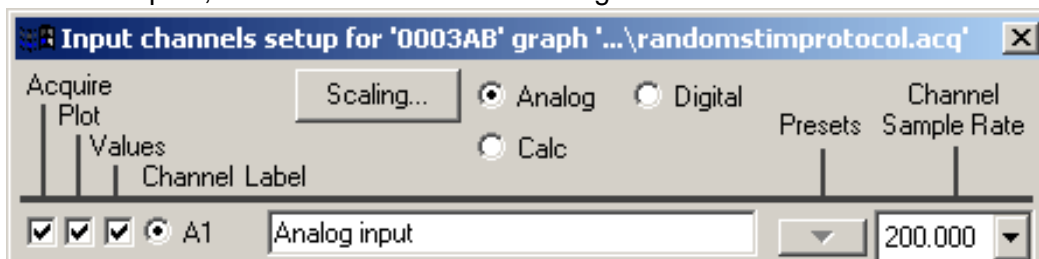 Input channels setup for '0003AB' graph '...\randomstimprotocol.acq'
Acquire
Scaling...
Analog
Digital
Channel
Plot
Presets
Sample Rate
Values
Calc
Channel Label
A1
Analog input
200.000